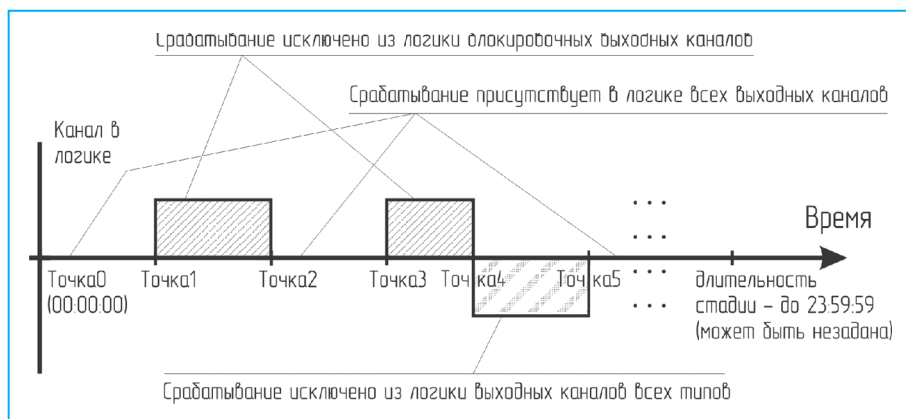 Срабатывание исключено из логики блокировочных выходных каналов
Срабатывание присутствует в логике всех выходных каналов
Канал в
логике
Время
Точка0
(00:00:00)
Точка1
Точка2
Точка3
Точка4
Точка5
длительность
стадии – до 23:59:59
(может быть незадана)
Срабатывание исключено из логики выходных каналов всех типов